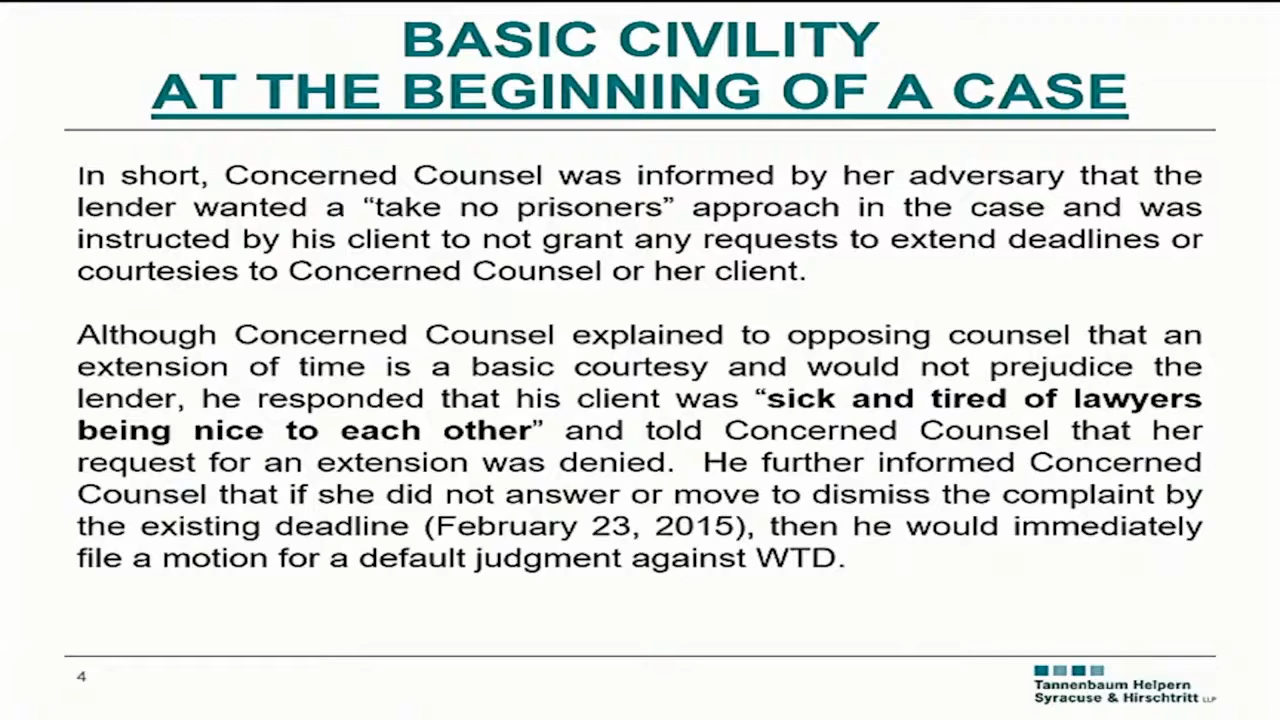 BASIC CIVILITY
AT THE BEGINNING OF A CASE
In short, Concerned Counsel was informed by her adversary that the
lender wanted a “take no prisoners” approach in the case and was
instructed by his client to not grant any requests to extend deadlines or
courtesies to Concerned Counsel or her client.
Although Concerned Counsel explained to opposing counsel that an
extension of time is a basic courtesy and would not prejudice the
lender, he responded that his client was “sick and tired of lawyers
being nice to each other” and told Concerned Counsel that her
request for an extension was denied. He further informed Concerned
Counsel that if she did not answer or move to dismiss the complaint by
the existing deadline (February 23, 2015), then he would immediately
file a motion for a default judgment against WTD.
4
Tannenbaum Helpern
Syracuse & Hirschtritt LLP